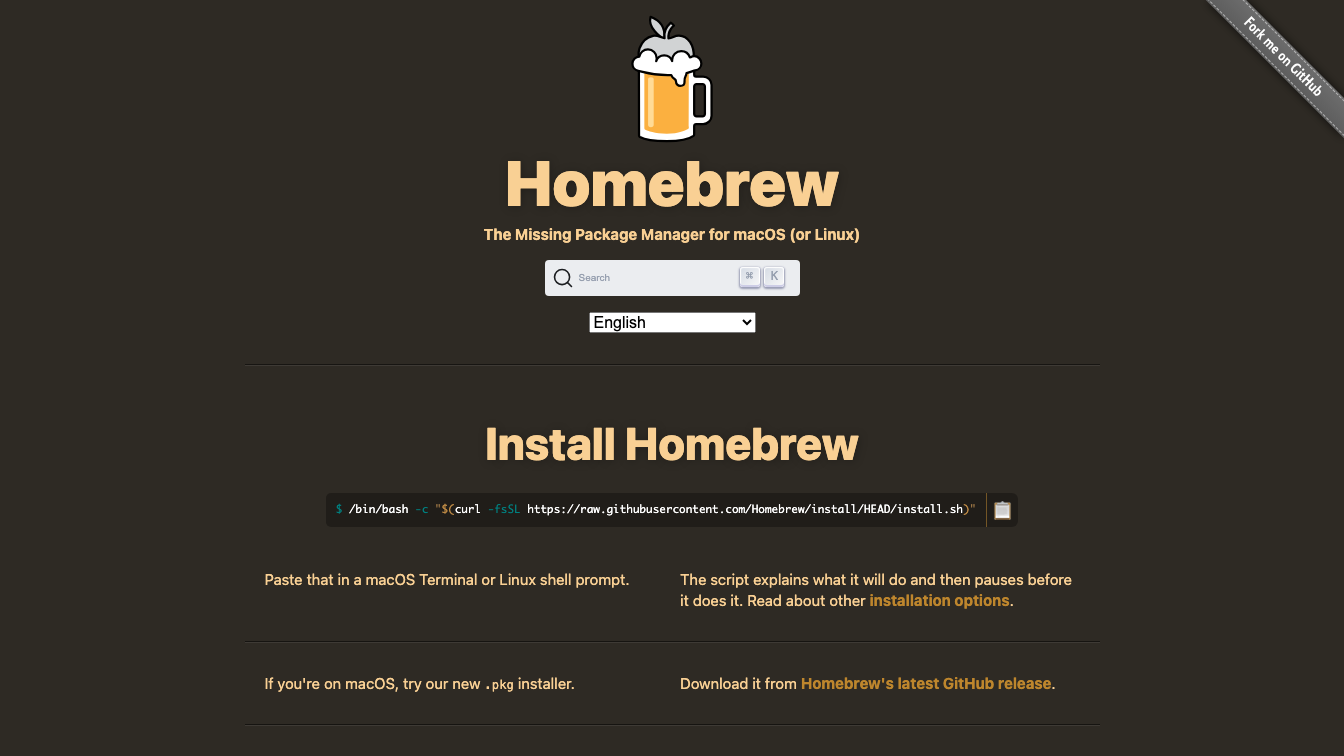 Fork me on GitHub
Homebrew
The Missing Package Manager for macOS (or Linux)
Search ⌘ K
English
Install Homebrew
$ /bin/bash -c "$(curl -fsSL https://raw.githubusercontent.com/Homebrew/install/HEAD/install.sh)"
Paste that in a macOS Terminal or Linux shell prompt.
The script explains what it will do and then pauses before
it does it. Read about other installation options.
If you're on macOS, try our new .pkg installer.
Download it from Homebrew's latest GitHub release.